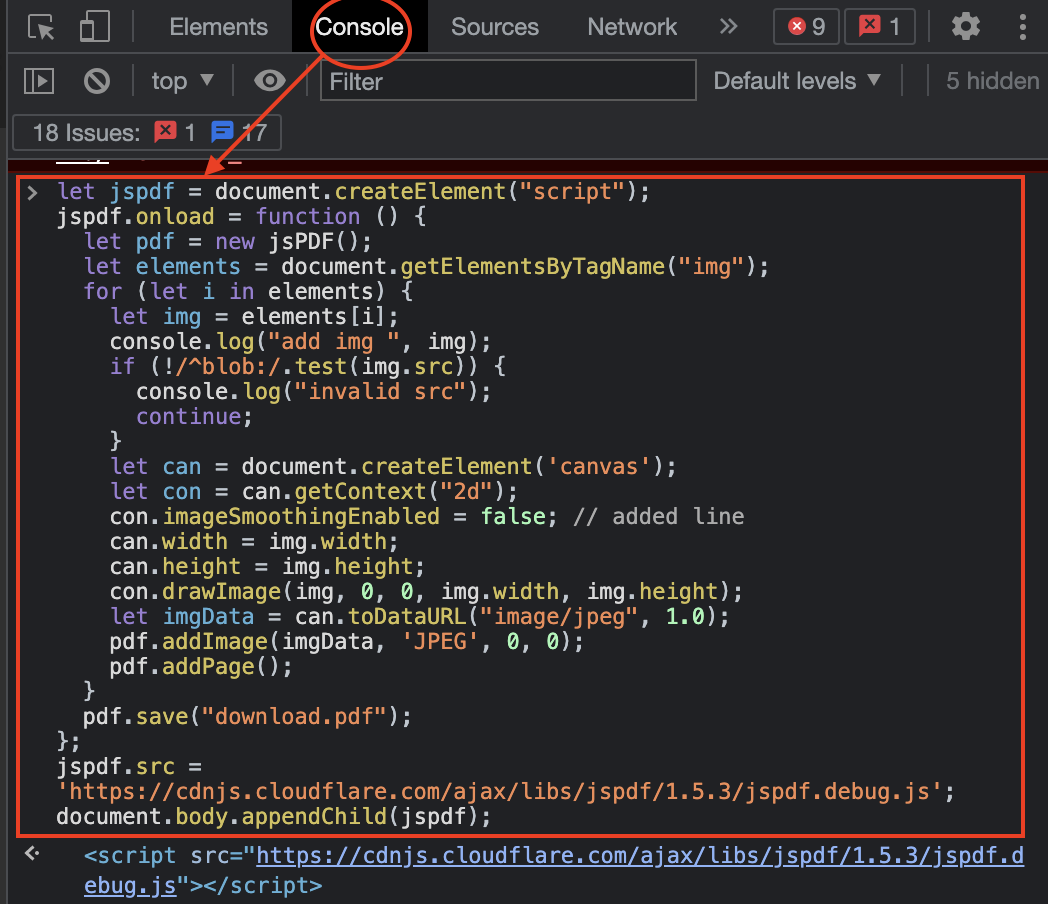 Elements Console Sources Network » 9 1
top ▼ Filter Default levels ▼ 5 hidden
18 Issues: 1 17
> let jspdf = document.createElement("script");
jspdf.onload = function () {
let pdf = new jsPDF();
let elements = document.getElementsByTagName("img");
for (let i in elements) {
let img = elements[i];
console.log("add img ", img);
if (!/^blob:/.test(img.src)) {
console.log("invalid src");
continue;
}
let can = document.createElement('canvas');
let con = can.getContext("2d");
con.imageSmoothingEnabled = false; // added line
can.width = img.width;
can.height = img.height;
con.drawImage(img, 0, 0, img.width, img.height);
let imgData = can.toDataURL("image/jpeg", 1.0);
pdf.addImage(imgData, 'JPEG', 0, 0);
pdf.addPage();
}
pdf.save("download.pdf");
};
jspdf.src =
'https://cdnjs.cloudflare.com/ajax/libs/jspdf/1.5.3/jspdf.debug.js';
document.body.appendChild(jspdf);
<script src="https://cdnjs.cloudflare.com/ajax/libs/jspdf/1.5.3/jspdf.d
ebug.js"></script>